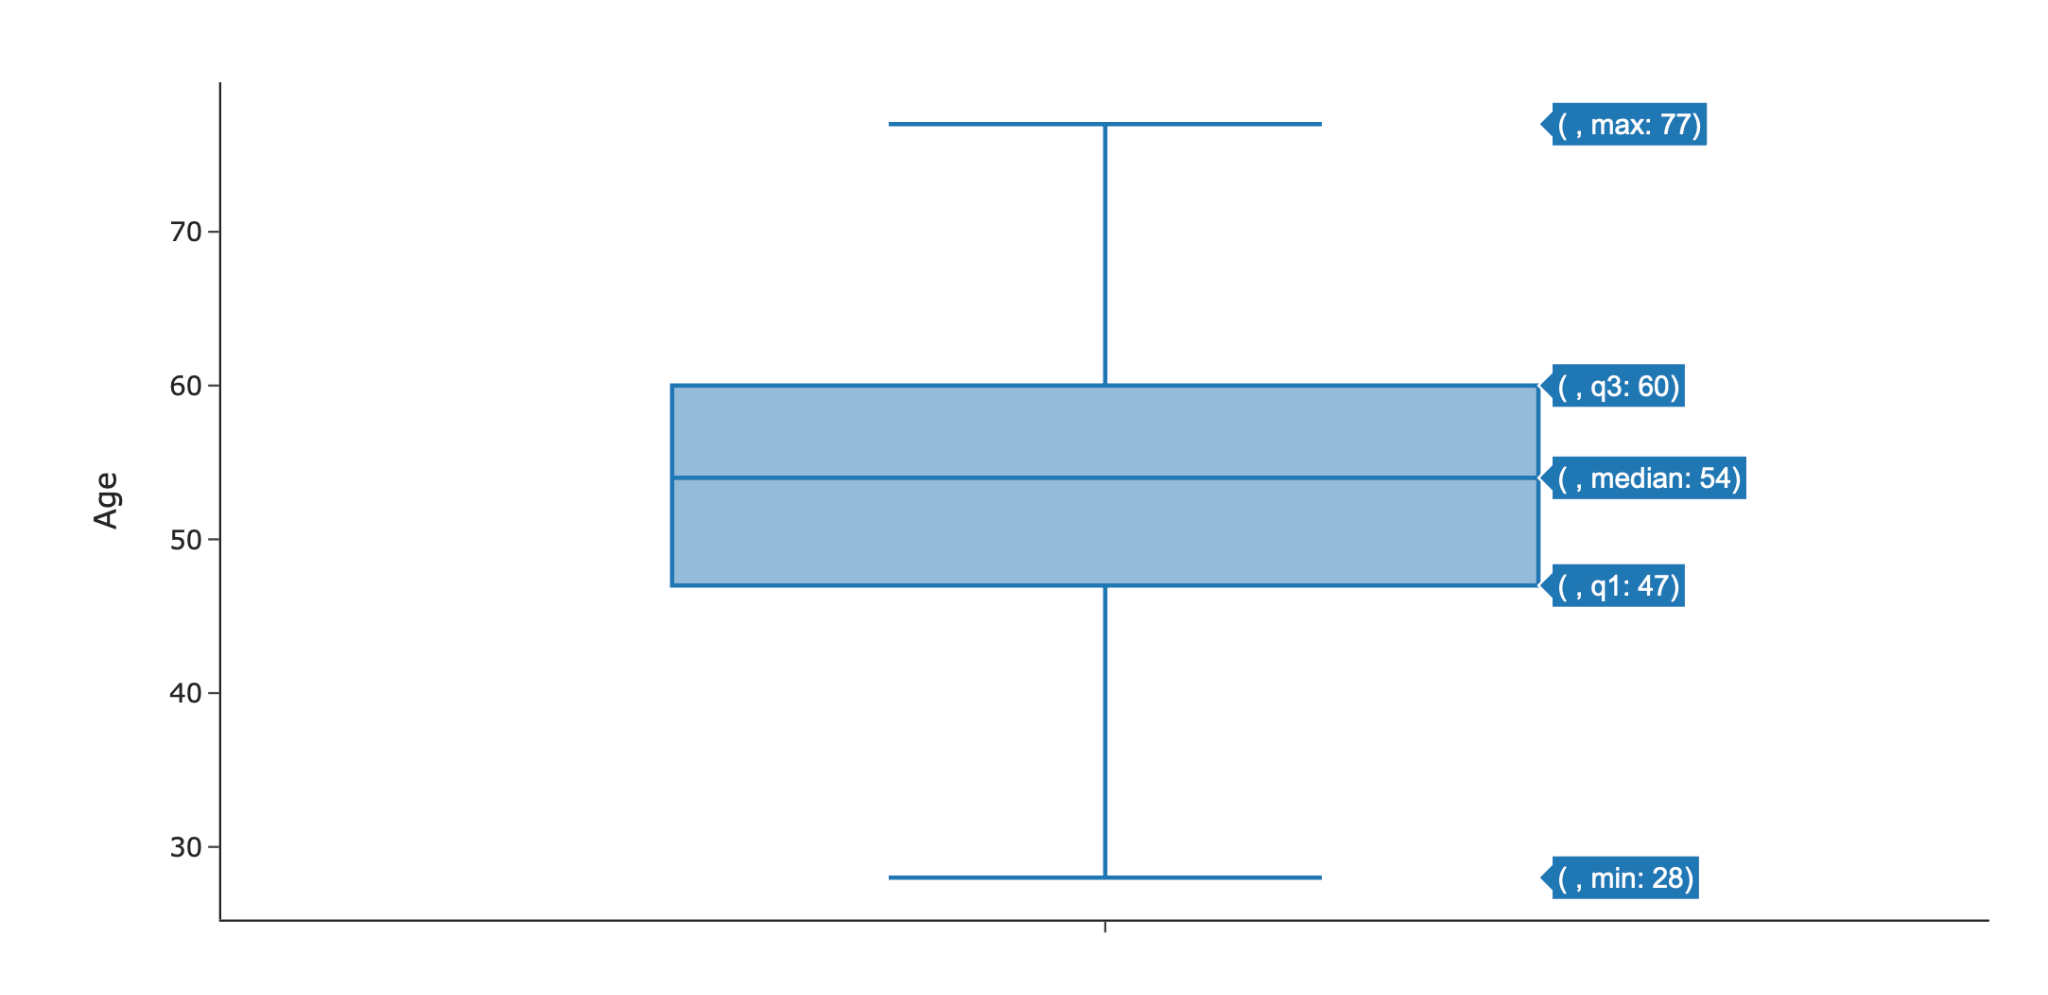 ( , max: 77)
70
60
( , q3: 60)
( , median: 54)
Age
50
( , q1: 47)
40
30
( , min: 28)